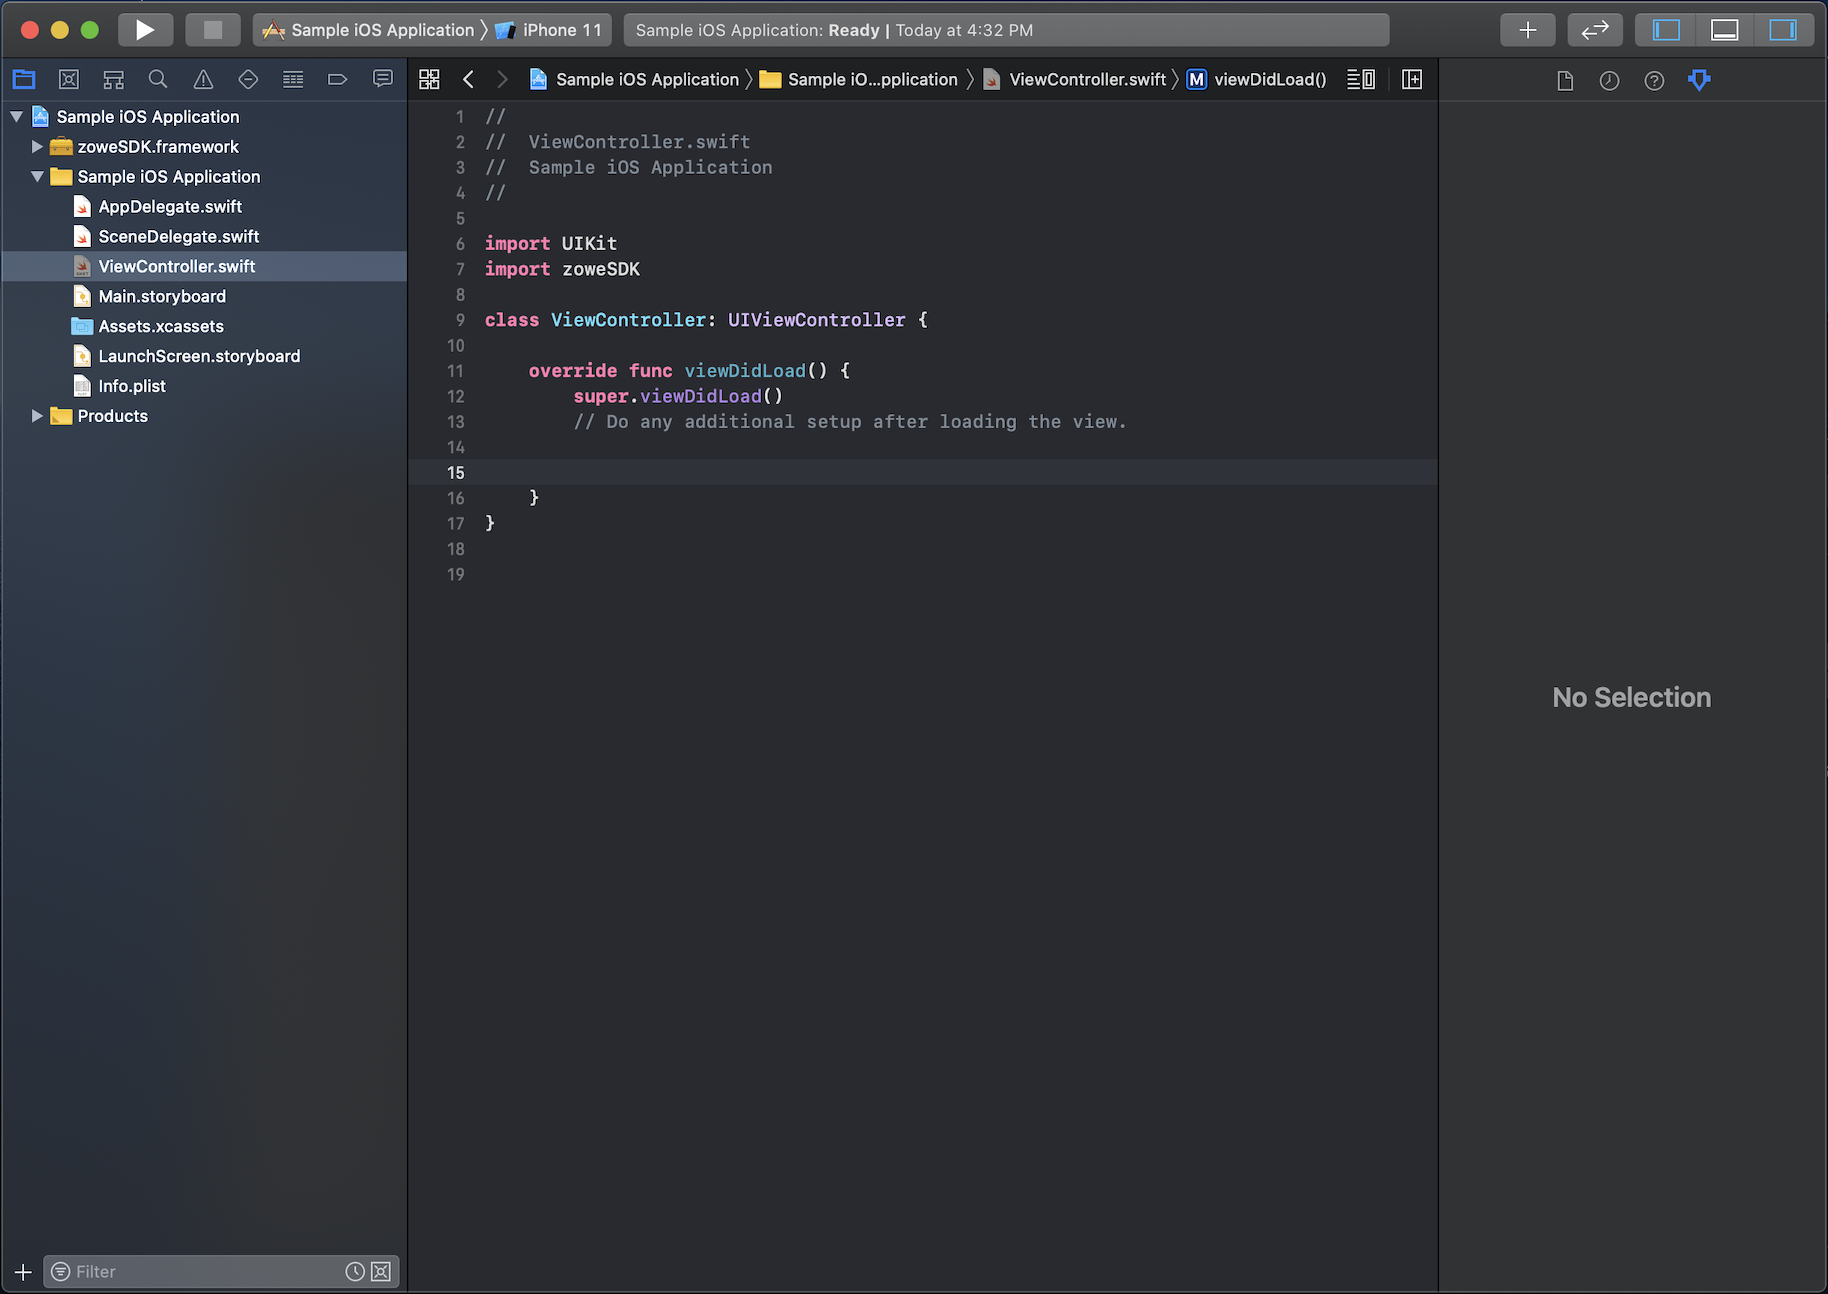 Sample iOS Application 〉 iPhone 11
Sample iOS Application: Ready | Today at 4:32 PM
Sample iOS Application 〉 Sample iO...pplication 〉 ViewController.swift 〉 M viewDidLoad()
Sample iOS Application
zoweSDK.framework
Sample iOS Application
AppDelegate.swift
SceneDelegate.swift
ViewController.swift
Main.storyboard
Assets.xcassets
LaunchScreen.storyboard
Info.plist
Products
Filter
1 //
2 //  ViewController.swift
3 //  Sample iOS Application
4 //
5
6 import UIKit
7 import zoweSDK
8
9 class ViewController: UIViewController {
10
11     override func viewDidLoad() {
12         super.viewDidLoad()
13         // Do any additional setup after loading the view.
14
15
16     }
17 }
18
19
No Selection